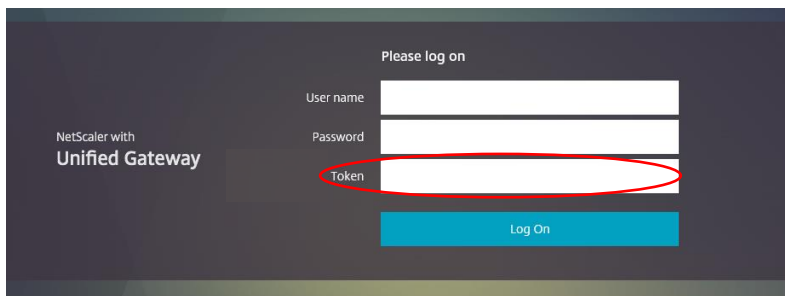 Please log on
User name
NetScaler with
Unified Gateway
Password
Token
Log On